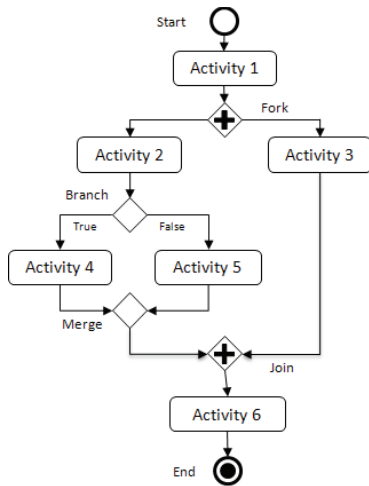 Start
Activity 1
Fork
Activity 2
Activity 3
Branch
True
False
Activity 4
Activity 5
Merge
Join
Activity 6
End